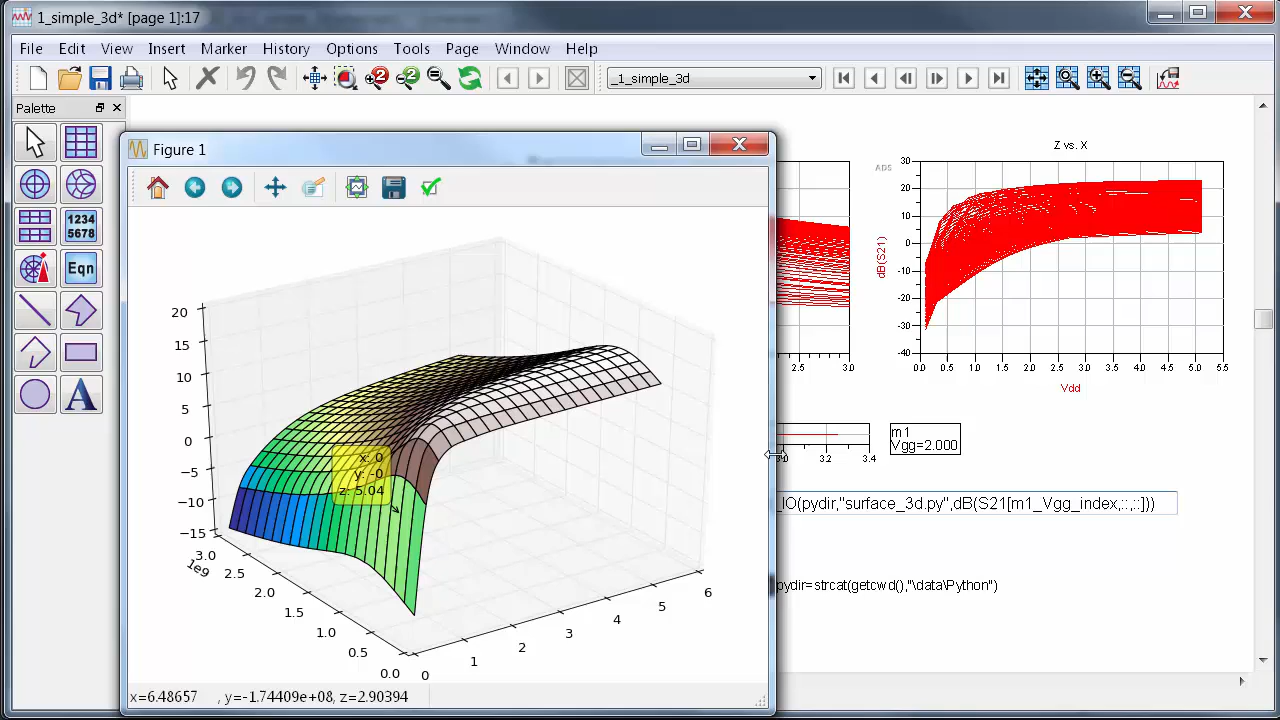 1_simple_3d* [page 1]:17
File Edit View Insert Marker History Options Tools Page Window Help
2 2
_1_simple_3d
Palette
1234
5678
Eqn
A
Figure 1
20
15
10
5
0
−5
−10
−15
3.0
1e9
2.5
2.0
1.5
1.0
0.5
0.0
0 1 2 3 4 5 6
x: 0
y: -0
z: 5.04
x=6.48657 , y=-1.74409e+08, z=2.90394
3.0
Z vs. X
ADS
30
20
10
0
-10
-20
-30
-40
dB(S21)
0.0 0.5 1.0 1.5 2.0 2.5 3.0 3.5 4.0 4.5 5.0 5.5
Vdd
3.2 3.4
m1
Vgg=2.000
_IO(pydir,"surface_3d.py",dB(S21[m1_Vgg_index,::,::]))
pydir=strcat(getcwd(),"\data\Python")